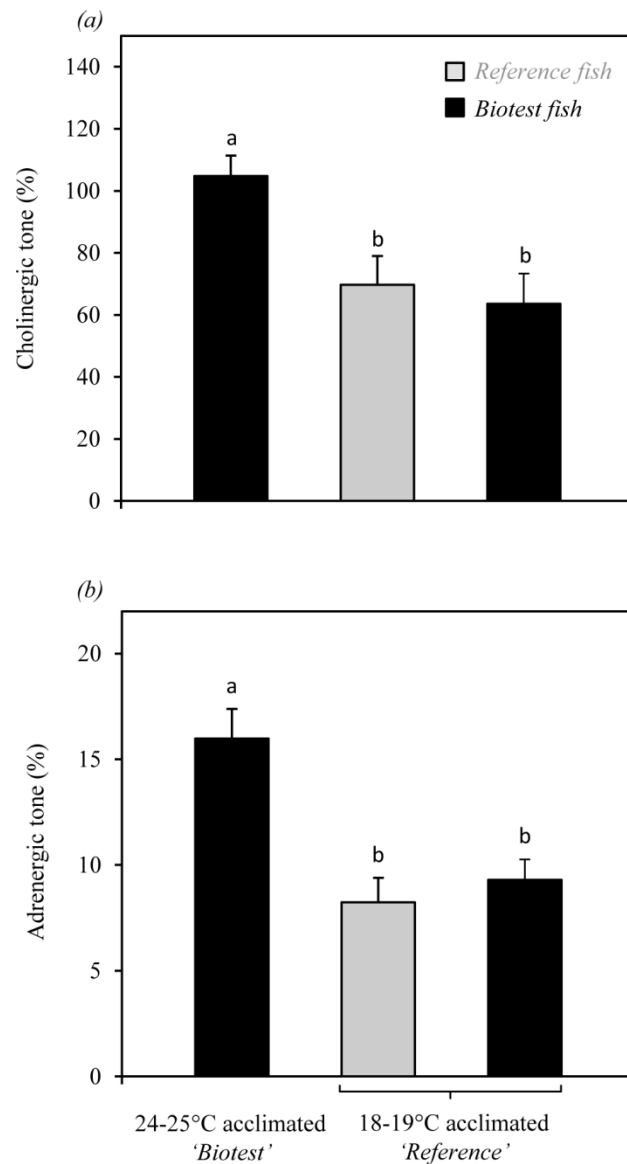 (a)
Cholinergic tone (%)
140
120
100
80
60
40
20
0
Reference fish
Biotest fish
a
b
b
(b)
Adrenergic tone (%)
20
15
10
5
0
a
b
b
24-25°C acclimated
'Biotest'
18-19°C acclimated
'Reference'